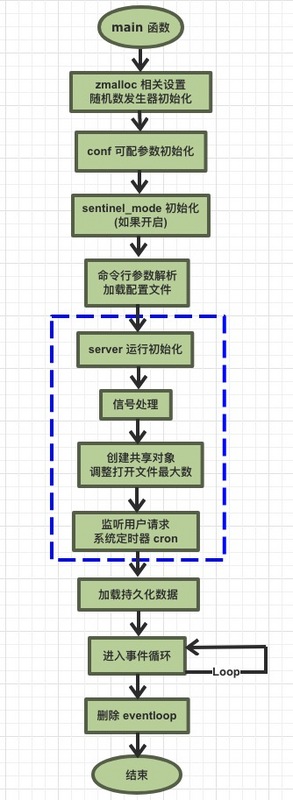 main 函数
zmalloc 相关设置
随机数发生器初始化
conf 可配参数初始化
sentinel_mode 初始化
(如果开启)
命令行参数解析
加载配置文件
server 运行初始化
信号处理
创建共享对象
调整打开文件最大数
监听用户请求
系统定时器 cron
加载持久化数据
进入事件循环
Loop
删除 eventloop
结束